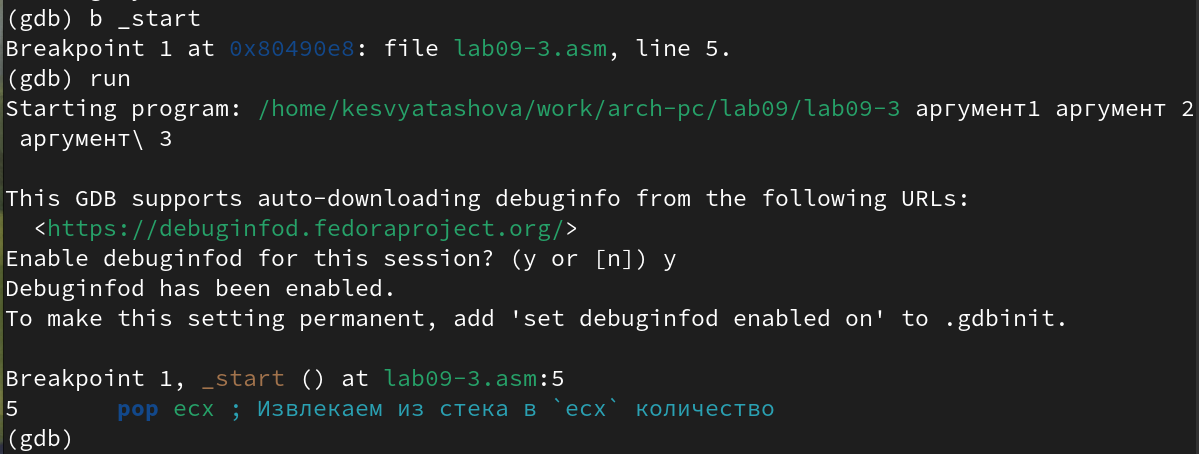 (gdb) b _start
Breakpoint 1 at 0x80490e8: file lab09-3.asm, line 5.
(gdb) run
Starting program: /home/kesvyatashova/work/arch-pc/lab09/lab09-3 аргумент1 аргумент 2
 аргумент\ 3

This GDB supports auto-downloading debuginfo from the following URLs:
  <https://debuginfod.fedoraproject.org/>
Enable debuginfod for this session? (y or [n]) y
Debuginfod has been enabled.
To make this setting permanent, add 'set debuginfod enabled on' to .gdbinit.

Breakpoint 1, _start () at lab09-3.asm:5
5       pop ecx ; Извлекаем из стека в `ecx` количество
(gdb)